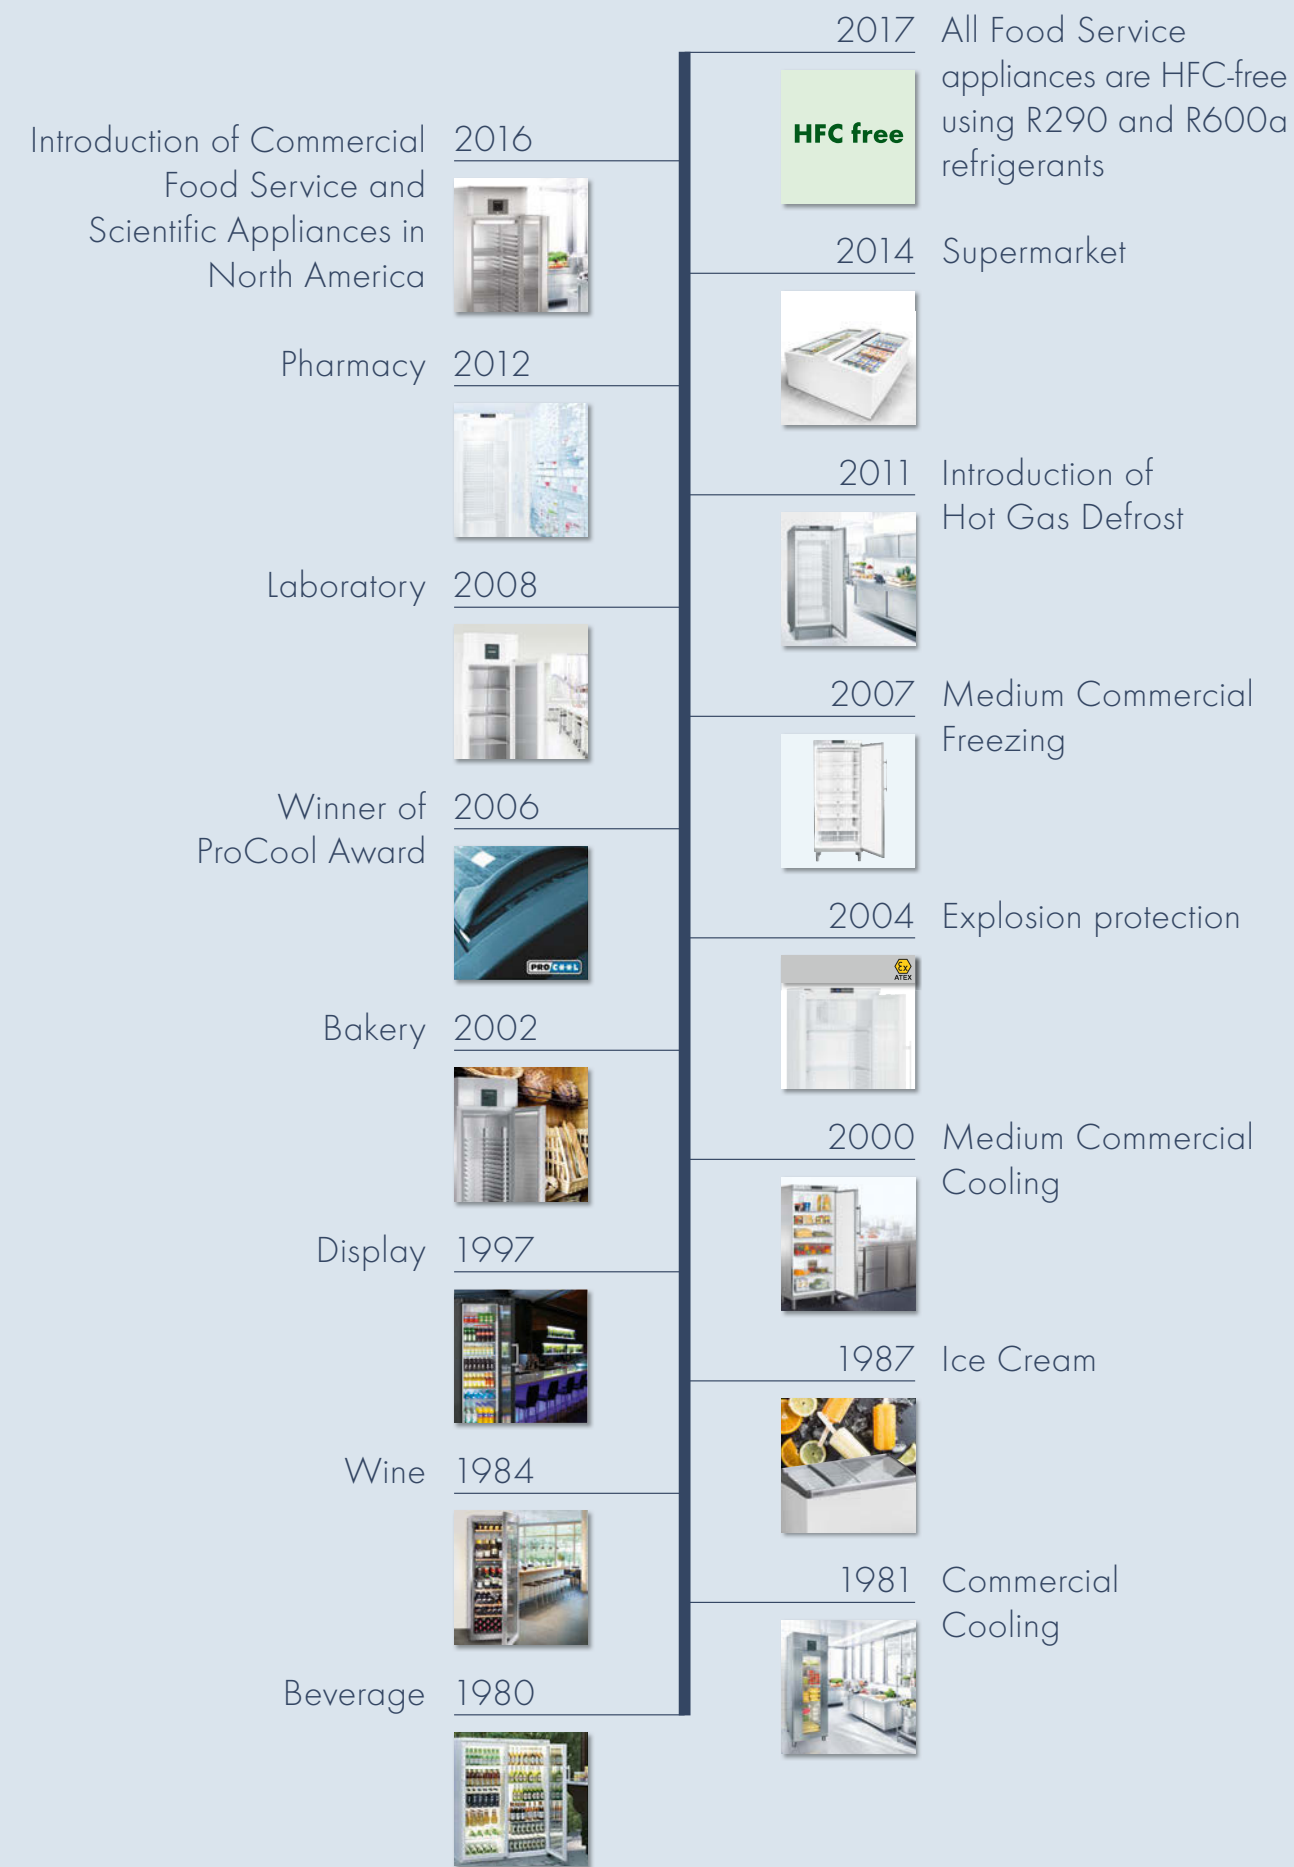 2017 All Food Service
appliances are HFC-free
using R290 and R600a
refrigerants
HFC free
Introduction of Commercial 2016
Food Service and
Scientific Appliances in
North America
2014 Supermarket
Pharmacy 2012
2011 Introduction of
Hot Gas Defrost
Laboratory 2008
2007 Medium Commercial
Freezing
Winner of 2006
ProCool Award
PRO COOL
2004 Explosion protection
Ex
ATEX
Bakery 2002
2000 Medium Commercial
Cooling
Display 1997
1987 Ice Cream
Wine 1984
1981 Commercial
Cooling
Beverage 1980